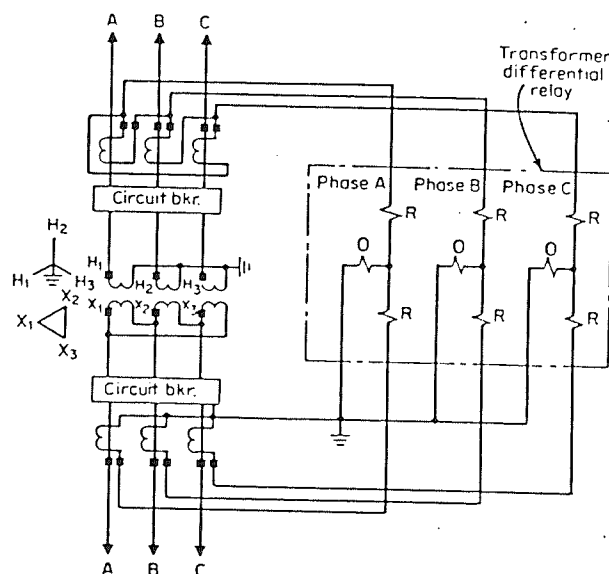 A B C
Transformer
differential
relay
Phase A Phase B Phase C
R R R
Circuit bkr.
O O O
H2
H1 H3
H1 H2 H3
X1 X2 X3
X2
X1
X3
R R R
Circuit bkr.
A B C